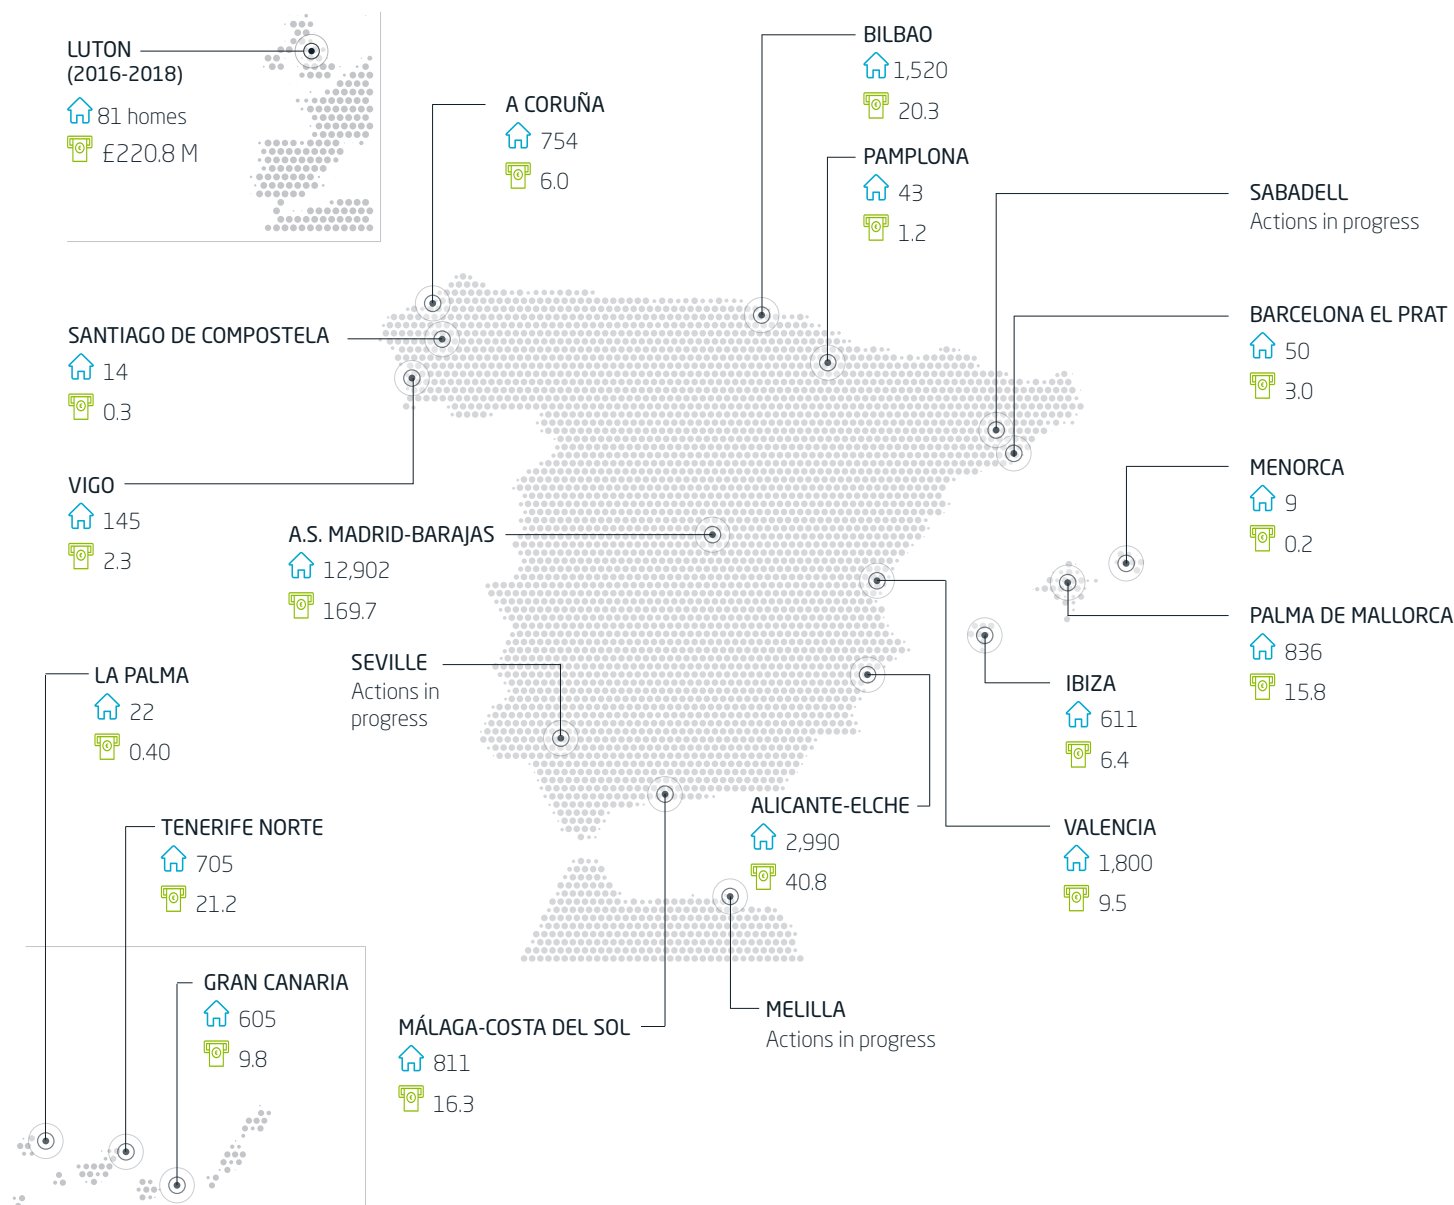 LUTON
(2016-2018)
81 homes
£220.8 M
A CORUÑA
754
6.0
BILBAO
1,520
20.3
PAMPLONA
43
1.2
SABADELL
Actions in progress
BARCELONA EL PRAT
50
3.0
SANTIAGO DE COMPOSTELA
14
0.3
VIGO
145
2.3
A.S. MADRID-BARAJAS
12,902
169.7
MENORCA
9
0.2
PALMA DE MALLORCA
836
15.8
IBIZA
611
6.4
SEVILLE
Actions in
progress
LA PALMA
22
0.40
TENERIFE NORTE
705
21.2
ALICANTE-ELCHE
2,990
40.8
VALENCIA
1,800
9.5
GRAN CANARIA
605
9.8
MÁLAGA-COSTA DEL SOL
811
16.3
MELILLA
Actions in progress